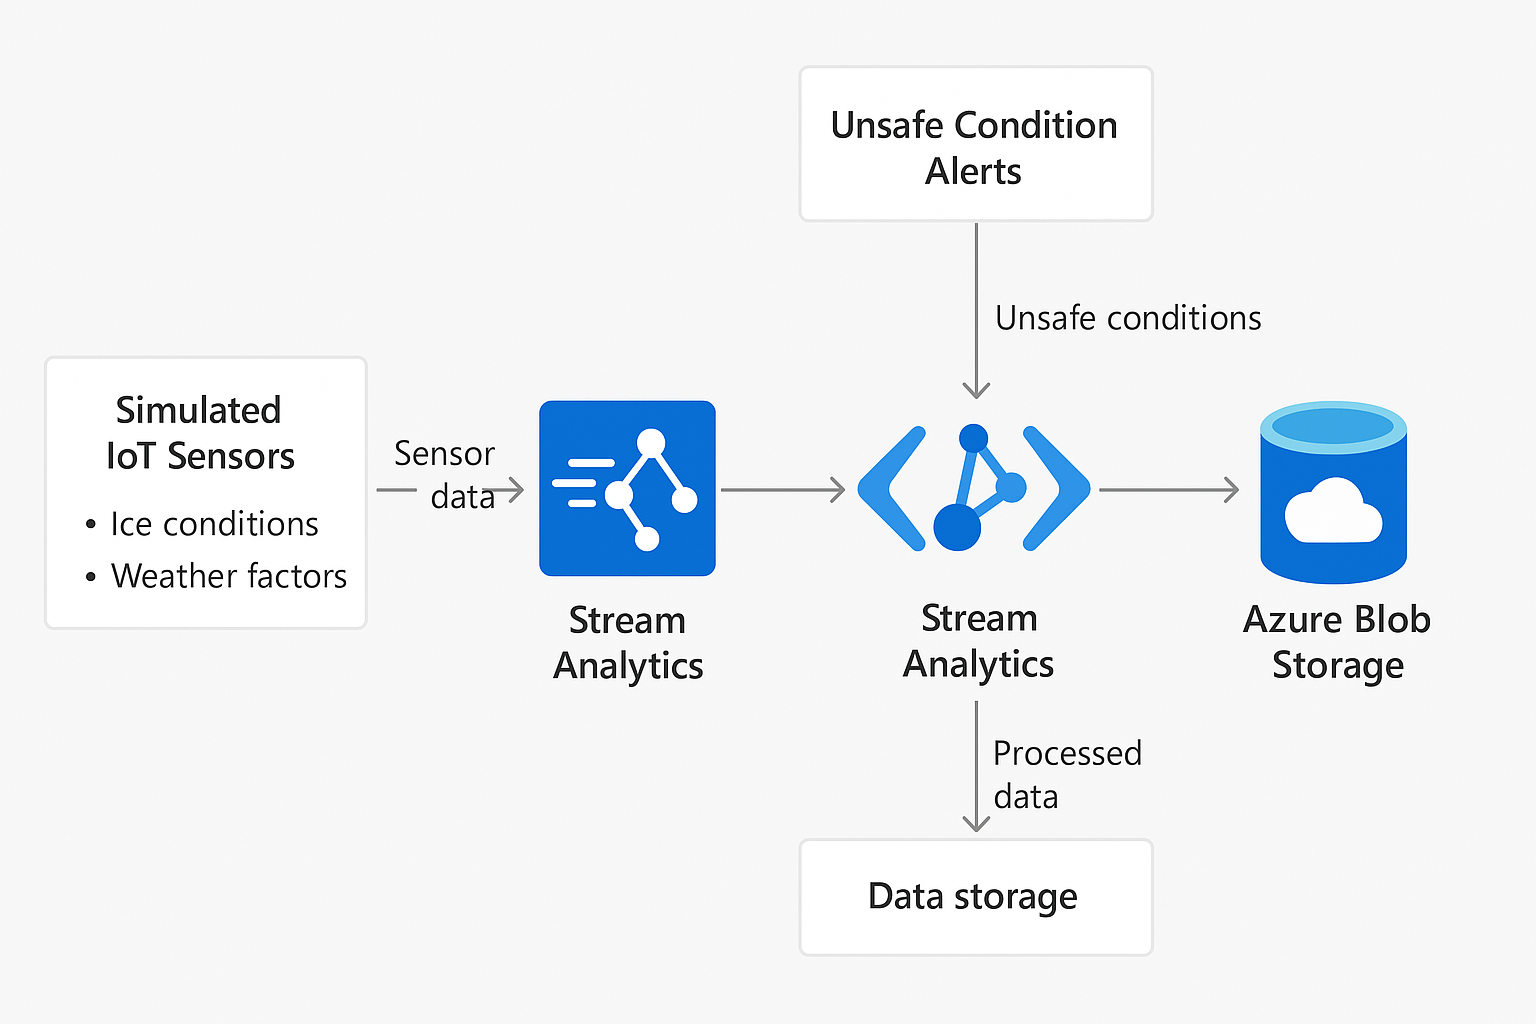 Unsafe Condition
Alerts
Unsafe conditions
Simulated
IoT Sensors
• Ice conditions
• Weather factors
Sensor
data
Stream
Analytics
Stream
Analytics
Azure Blob
Storage
Processed
data
Data storage